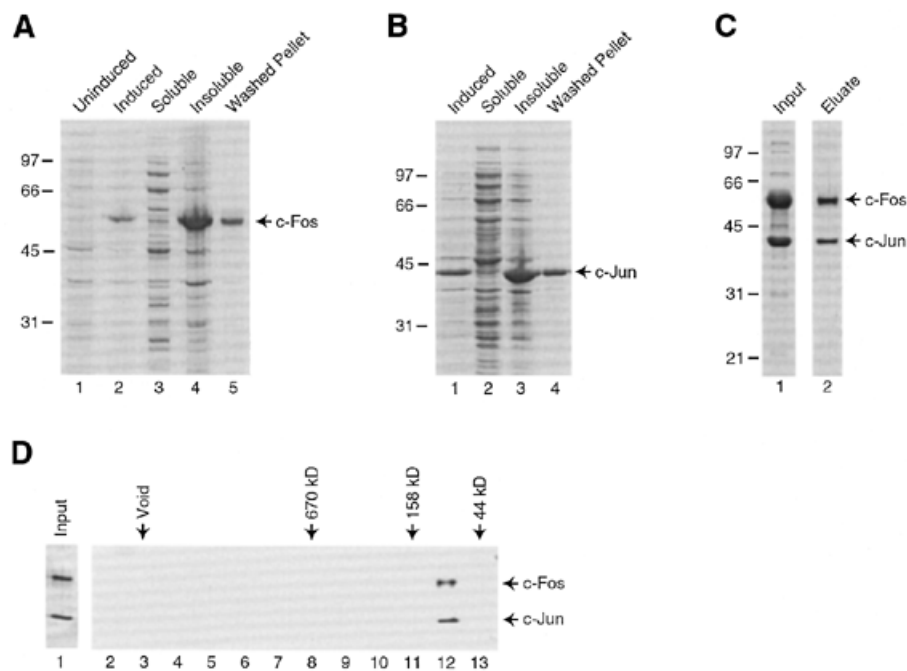 A
Uninduced Induced Soluble Insoluble Washed Pellet
97
66
45
31
c-Fos
1 2 3 4 5
B
Induced Soluble Insoluble Washed Pellet
97
66
45
31
c-Jun
1 2 3 4
C
Input Eluate
97
66
45
31
21
c-Fos
c-Jun
1 2
D
Input Void 670 kD 158 kD 44 kD
c-Fos
c-Jun
1 2 3 4 5 6 7 8 9 10 11 12 13